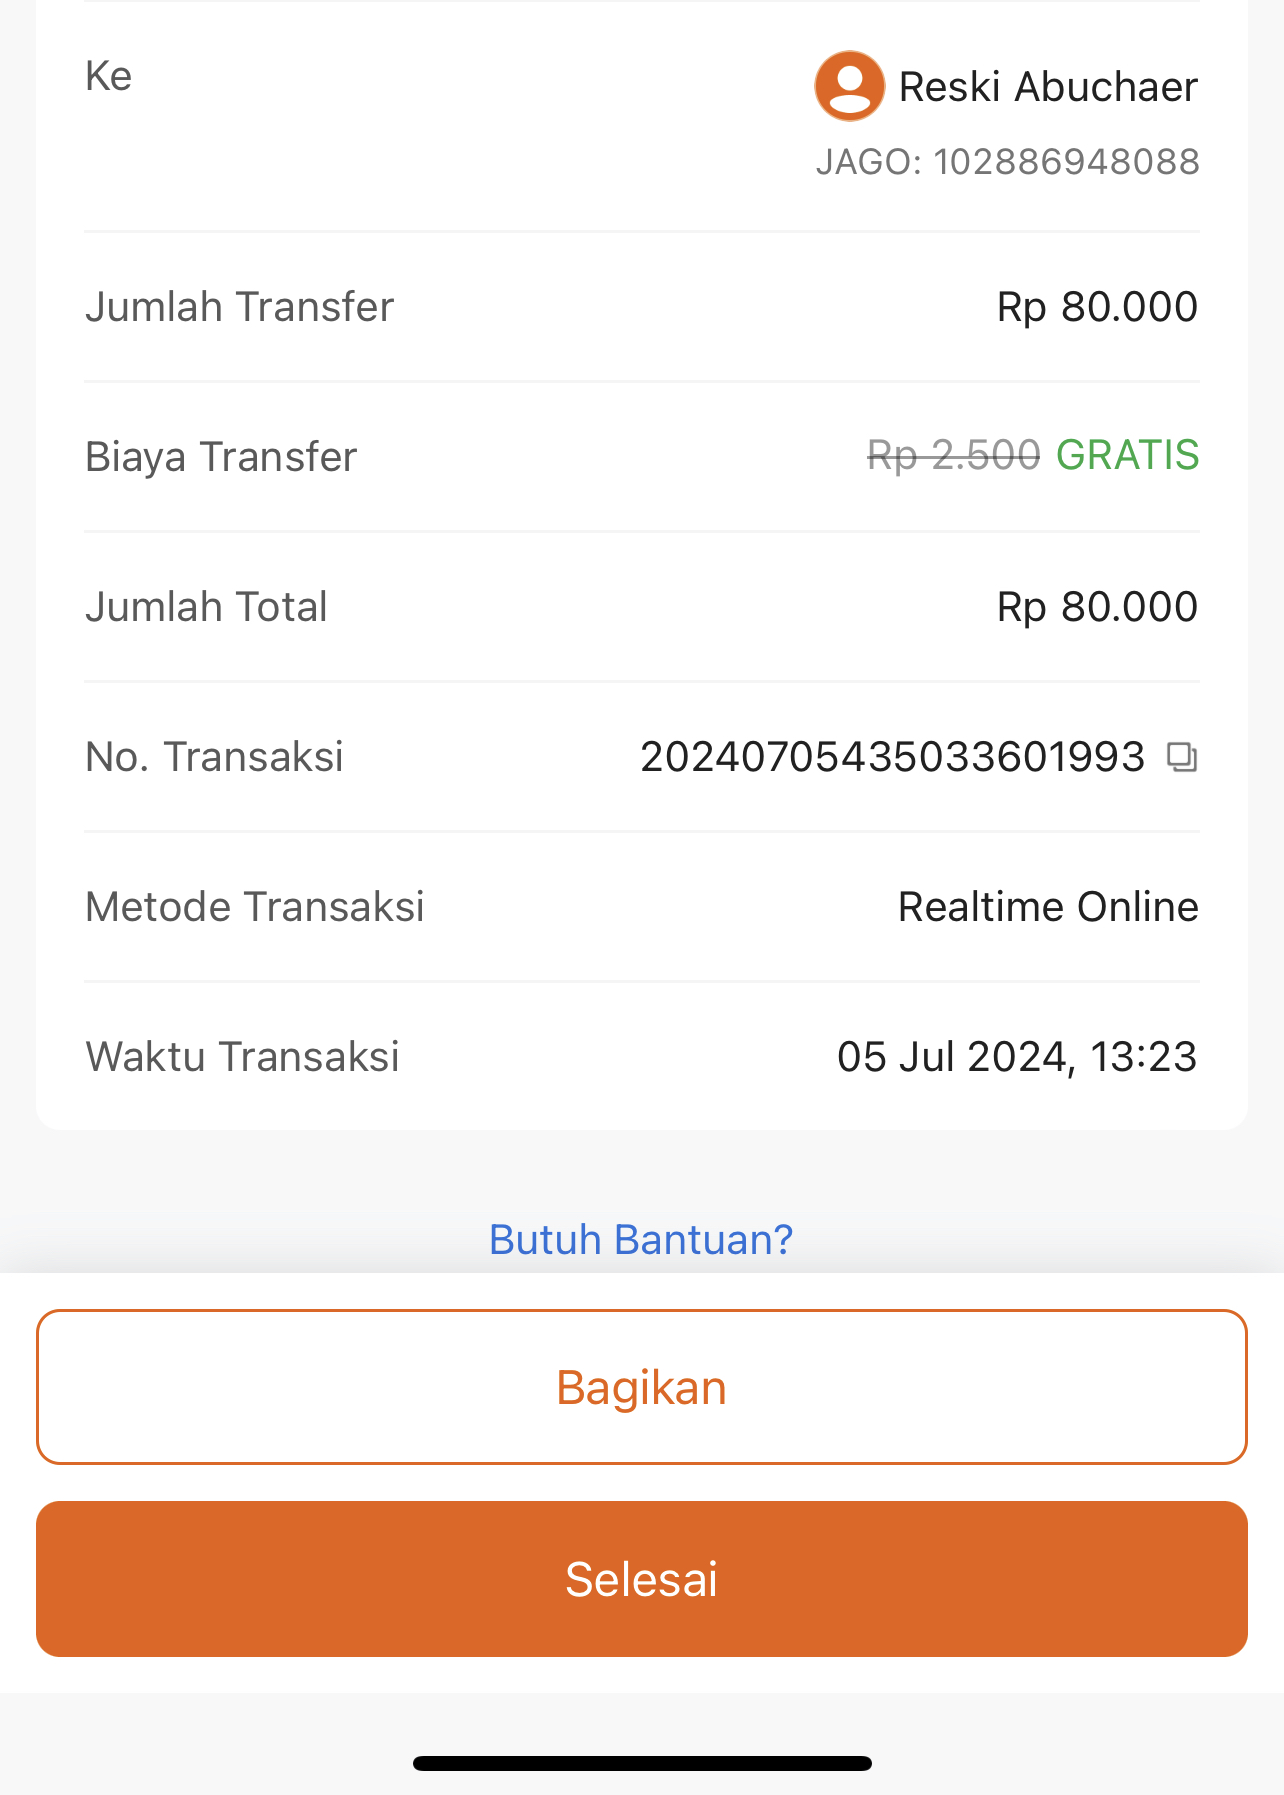 Ke
Reski Abuchaer
JAGO: 102886948088
Jumlah Transfer Rp 80.000
Biaya Transfer Rp 2.500 GRATIS
Jumlah Total Rp 80.000
No. Transaksi 20240705435033601993
Metode Transaksi Realtime Online
Waktu Transaksi 05 Jul 2024, 13:23
Butuh Bantuan?
Bagikan
Selesai